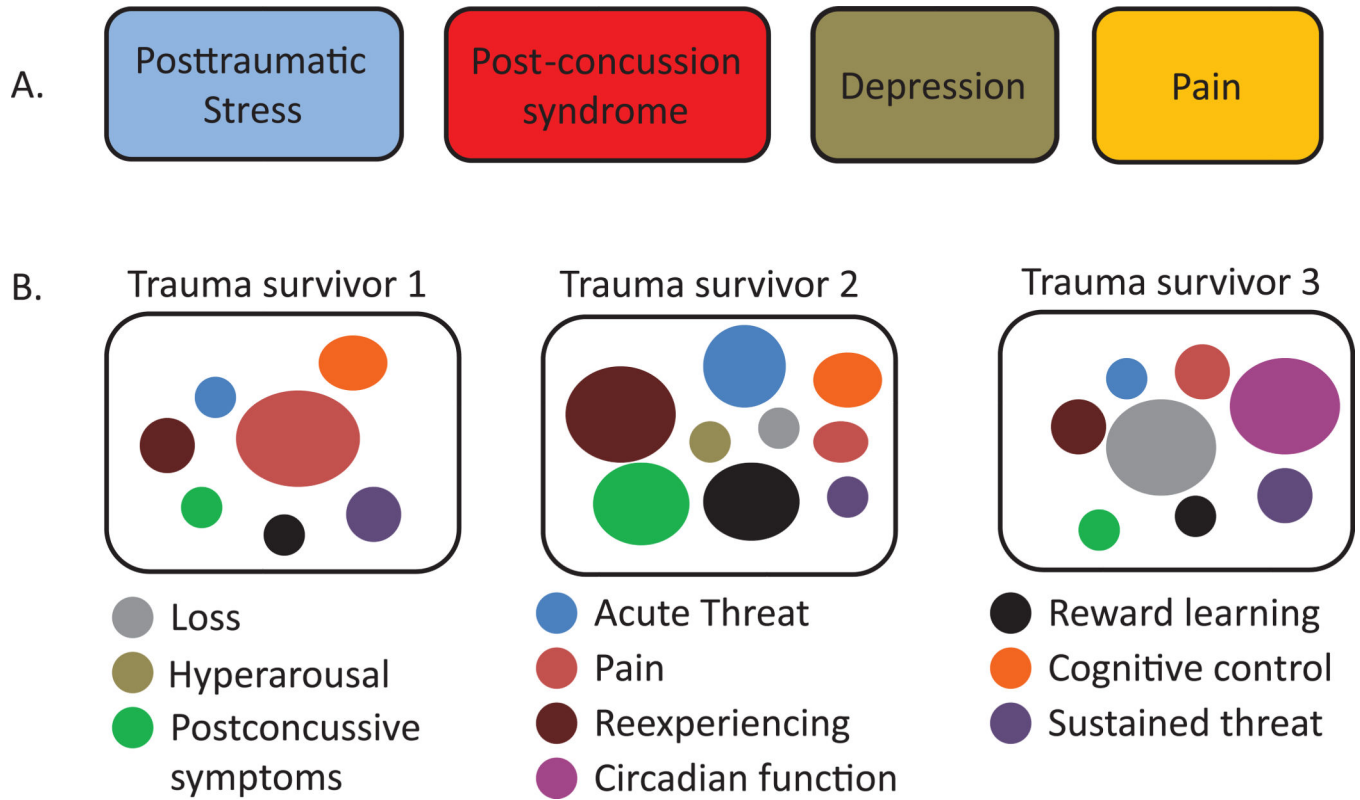 A.
Posttraumatic
Stress
Post-concussion
syndrome
Depression
Pain
B.
Trauma survivor 1
Trauma survivor 2
Trauma survivor 3
Loss
Hyperarousal
Postconcussive
symptoms
Acute Threat
Pain
Reexperiencing
Circadian function
Reward learning
Cognitive control
Sustained threat